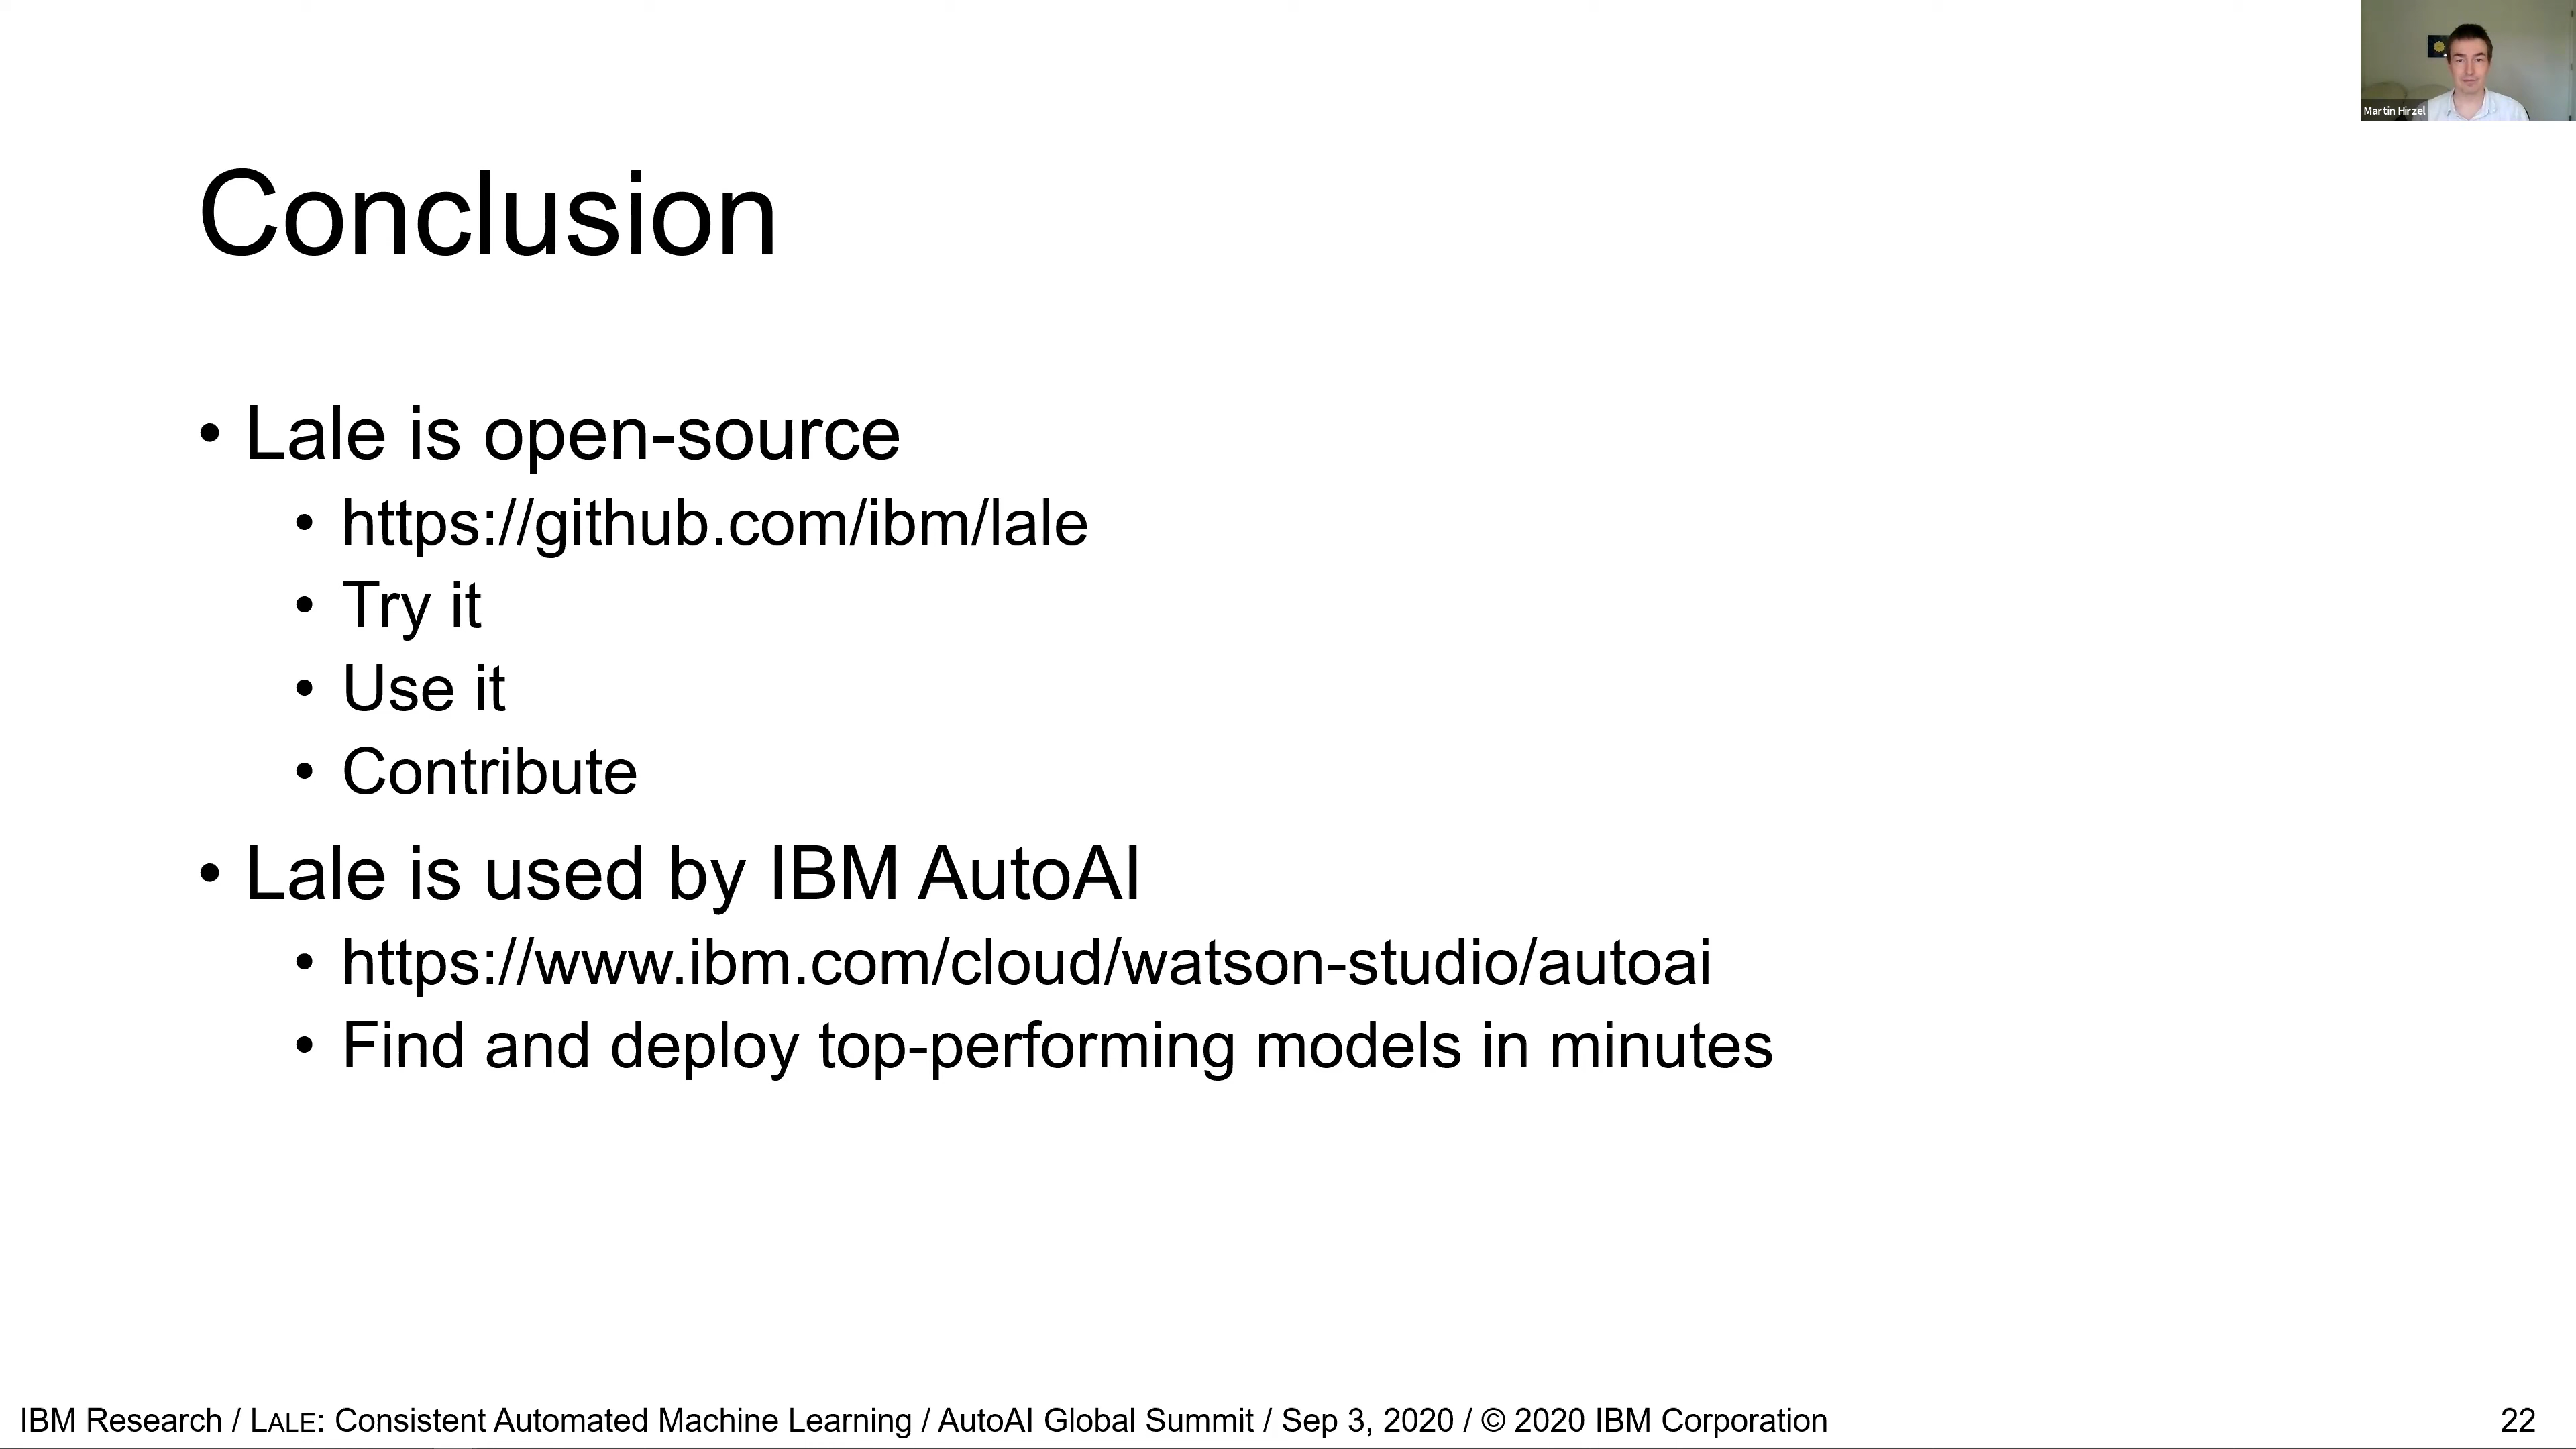 Martin Hirzel
Conclusion
• Lale is open-source
• https://github.com/ibm/lale
• Try it
• Use it
• Contribute
• Lale is used by IBM AutoAI
• https://www.ibm.com/cloud/watson-studio/autoai
• Find and deploy top-performing models in minutes
IBM Research / LALE: Consistent Automated Machine Learning / AutoAI Global Summit / Sep 3, 2020 / © 2020 IBM Corporation
22